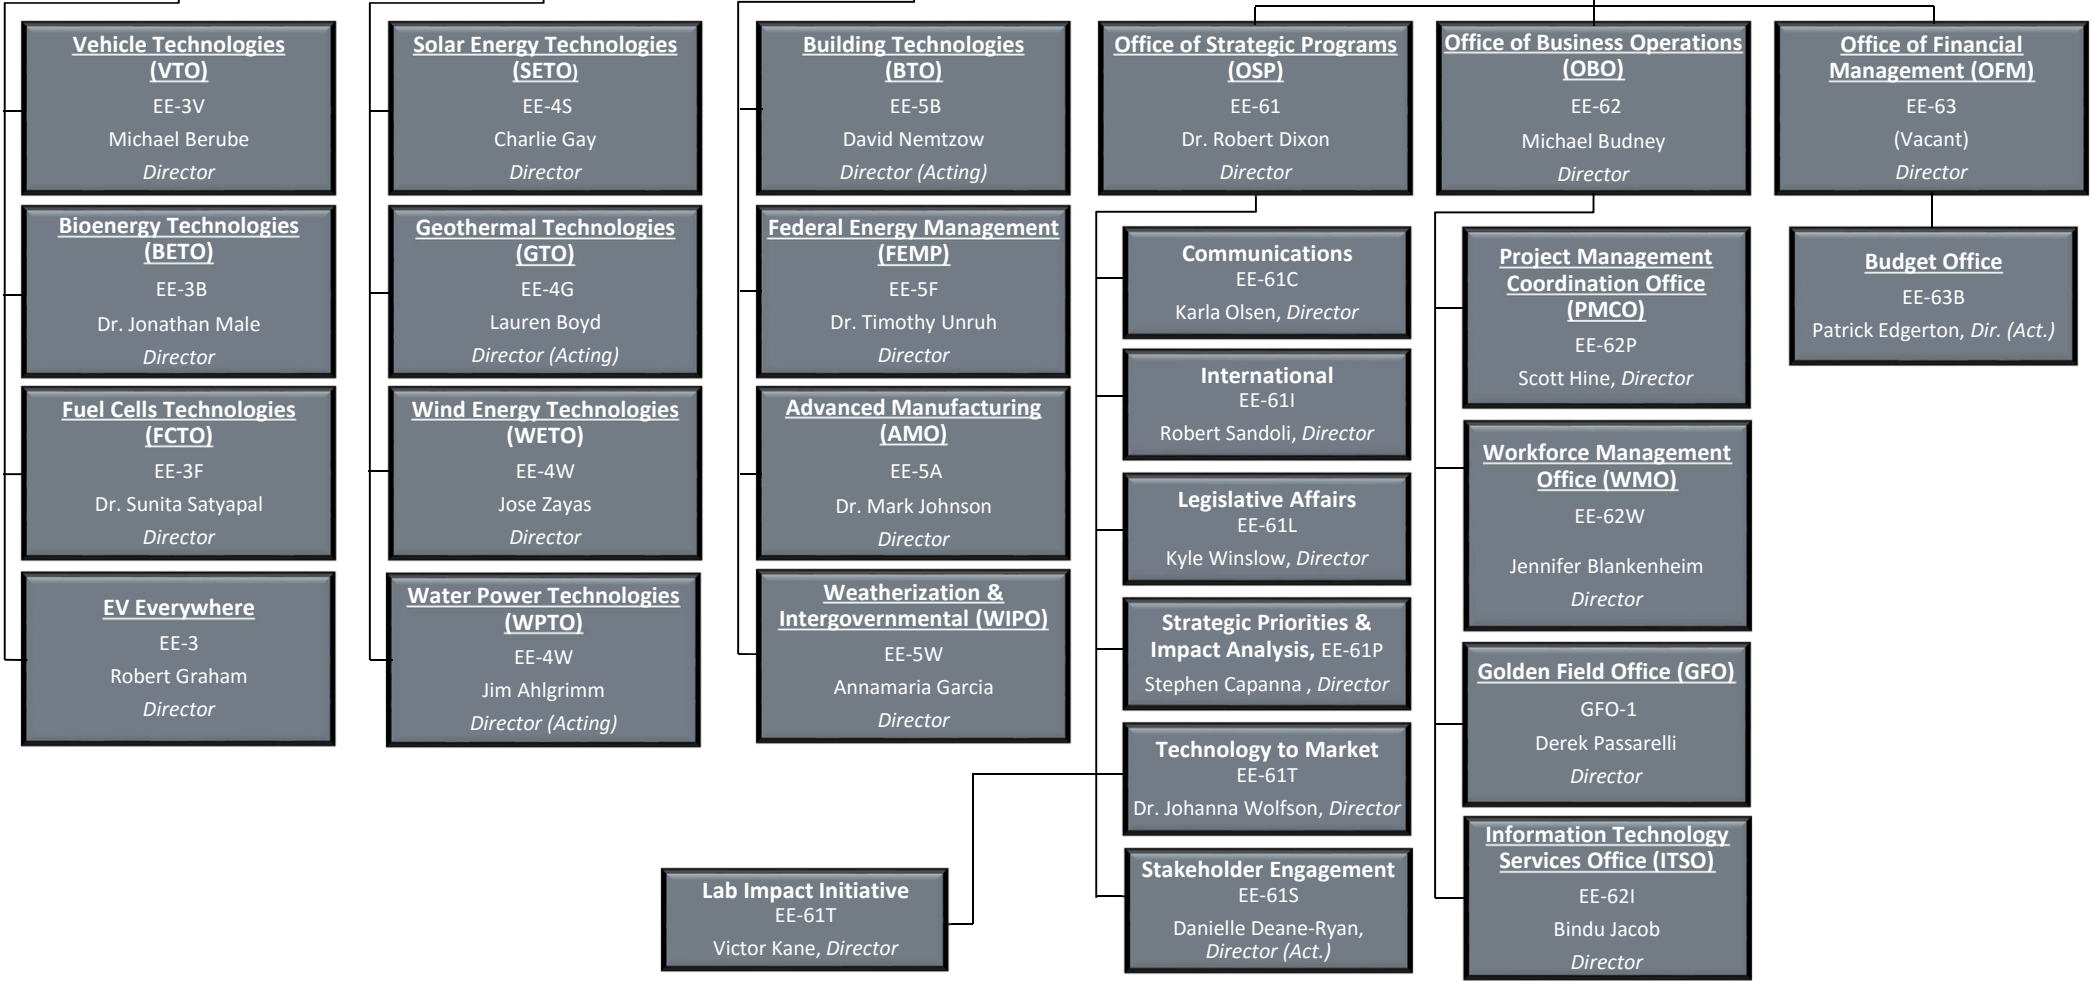 Vehicle Technologies
(VTO)
EE-3V
Michael Berube
Director
Bioenergy Technologies
(BETO)
EE-3B
Dr. Jonathan Male
Director
Fuel Cells Technologies
(FCTO)
EE-3F
Dr. Sunita Satyapal
Director
EV Everywhere
EE-3
Robert Graham
Director
Solar Energy Technologies
(SETO)
EE-4S
Charlie Gay
Director
Geothermal Technologies
(GTO)
EE-4G
Lauren Boyd
Director (Acting)
Wind Energy Technologies
(WETO)
EE-4W
Jose Zayas
Director
Water Power Technologies
(WPTO)
EE-4W
Jim Ahlgrimm
Director (Acting)
Building Technologies
(BTO)
EE-5B
David Nemtzow
Director (Acting)
Federal Energy Management
(FEMP)
EE-5F
Dr. Timothy Unruh
Director
Advanced Manufacturing
(AMO)
EE-5A
Dr. Mark Johnson
Director
Weatherization &
Intergovernmental (WIPO)
EE-5W
Annamaria Garcia
Director
Office of Strategic Programs
(OSP)
EE-61
Dr. Robert Dixon
Director
Communications
EE-61C
Karla Olsen, Director
International
EE-61I
Robert Sandoli, Director
Legislative Affairs
EE-61L
Kyle Winslow, Director
Strategic Priorities &
Impact Analysis, EE-61P
Stephen Capanna , Director
Technology to Market
EE-61T
Dr. Johanna Wolfson, Director
Lab Impact Initiative
EE-61T
Victor Kane, Director
Stakeholder Engagement
EE-61S
Danielle Deane-Ryan,
Director (Act.)
Office of Business Operations
(OBO)
EE-62
Michael Budney
Director
Project Management
Coordination Office
(PMCO)
EE-62P
Scott Hine, Director
Workforce Management
Office (WMO)
EE-62W
Jennifer Blankenheim
Director
Golden Field Office (GFO)
GFO-1
Derek Passarelli
Director
Information Technology
Services Office (ITSO)
EE-62I
Bindu Jacob
Director
Office of Financial
Management (OFM)
EE-63
(Vacant)
Director
Budget Office
EE-63B
Patrick Edgerton, Dir. (Act.)